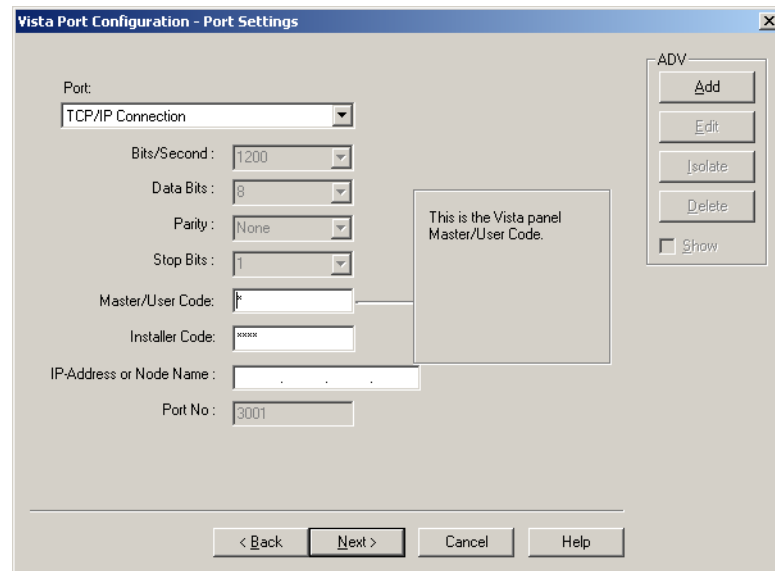 Vista Port Configuration - Port Settings
Port:
TCP/IP Connection
Bits/Second : 1200
Data Bits : 8
Parity : None
Stop Bits : 1
Master/User Code: *
Installer Code: ****
IP-Address or Node Name : . . .
Port No : 3001
This is the Vista panel
Master/User Code.
ADV
Add
Edit
Isolate
Delete
Show
< Back Next > Cancel Help